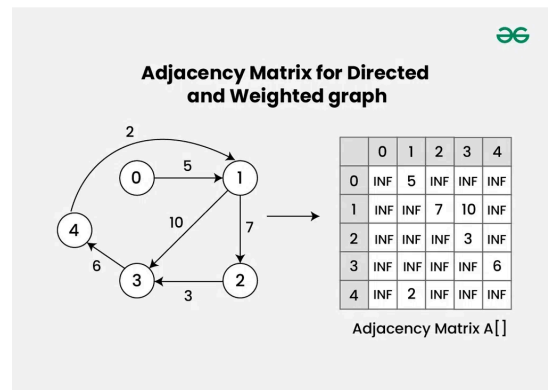 Adjacency Matrix for Directed
and Weighted graph
2
0
5
1
4
10
7
6
3
3
2
0 1 2 3 4
0 INF 5 INF INF INF
1 INF INF 7 10 INF
2 INF INF INF 3 INF
3 INF INF INF INF 6
4 INF 2 INF INF INF
Adjacency Matrix A[]